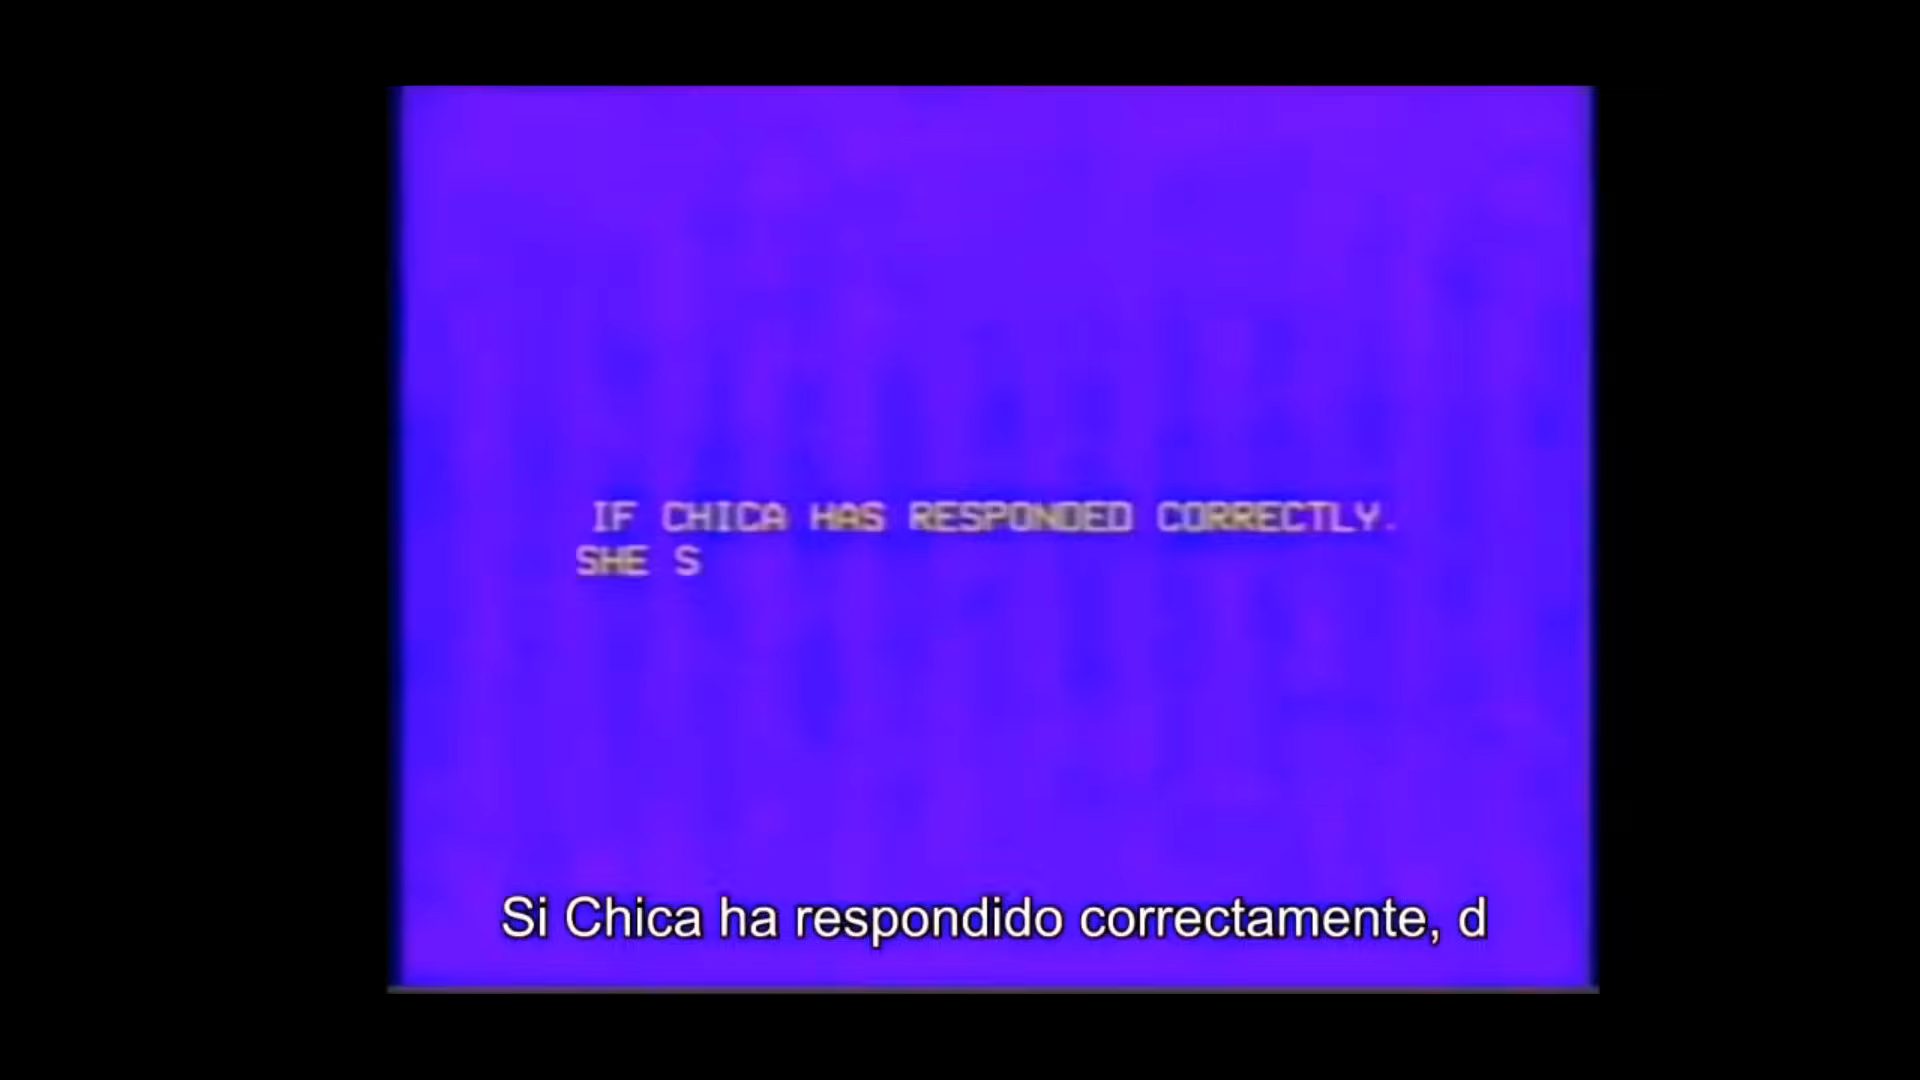 IF CHICA HAS RESPONDED CORRECTLY.
SHE S
Si Chica ha respondido correctamente, d